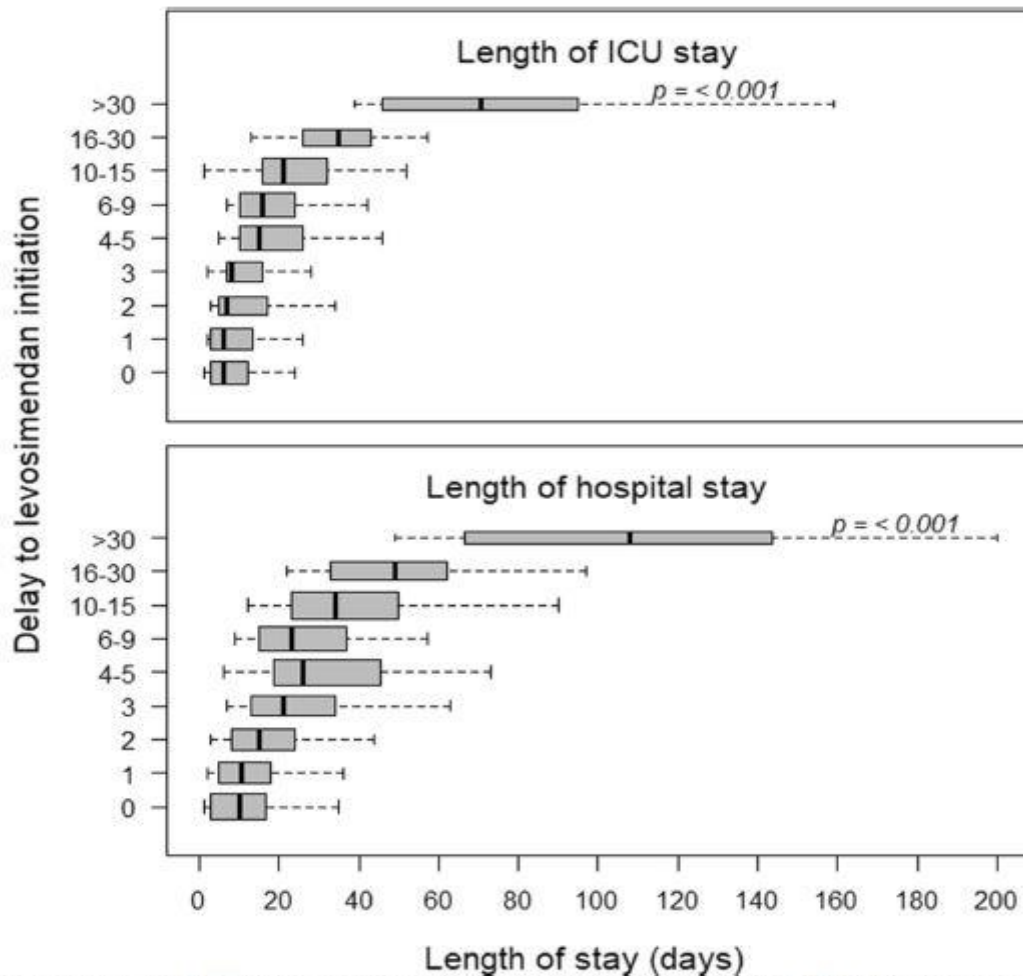 Delay to levosimendan initiation
Length of ICU stay
p = < 0.001
>30
16-30
10-15
6-9
4-5
3
2
1
0
Length of hospital stay
p = < 0.001
>30
16-30
10-15
6-9
4-5
3
2
1
0
0 20 40 60 80 100 120 140 160 180 200
Length of stay (days)